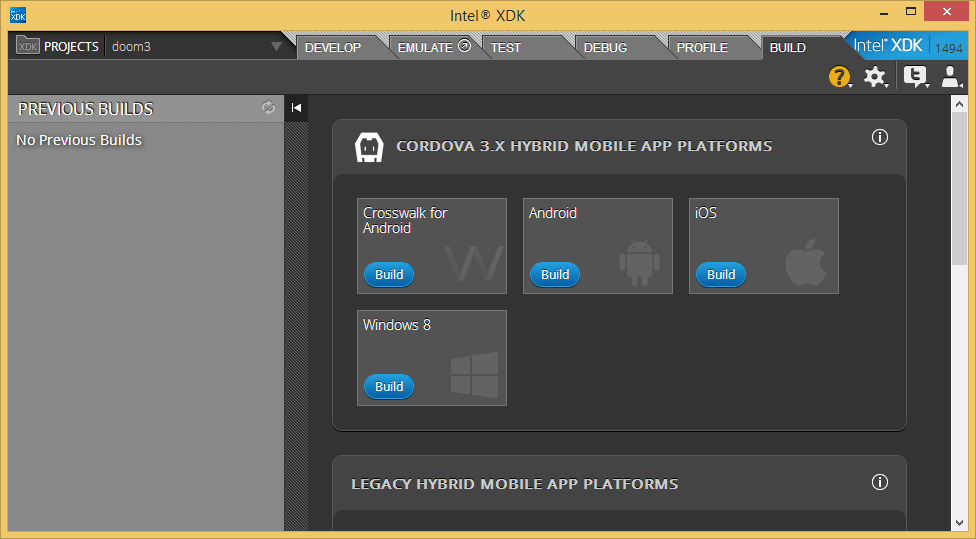 Intel® XDK
XDK
XDK PROJECTS doom3 DEVELOP EMULATE TEST DEBUG PROFILE BUILD Intel® XDK 1494
?
PREVIOUS BUILDS
No Previous Builds
CORDOVA 3.X HYBRID MOBILE APP PLATFORMS
Crosswalk for
Android
Build
Android
Build
iOS
Build
Windows 8
Build
LEGACY HYBRID MOBILE APP PLATFORMS